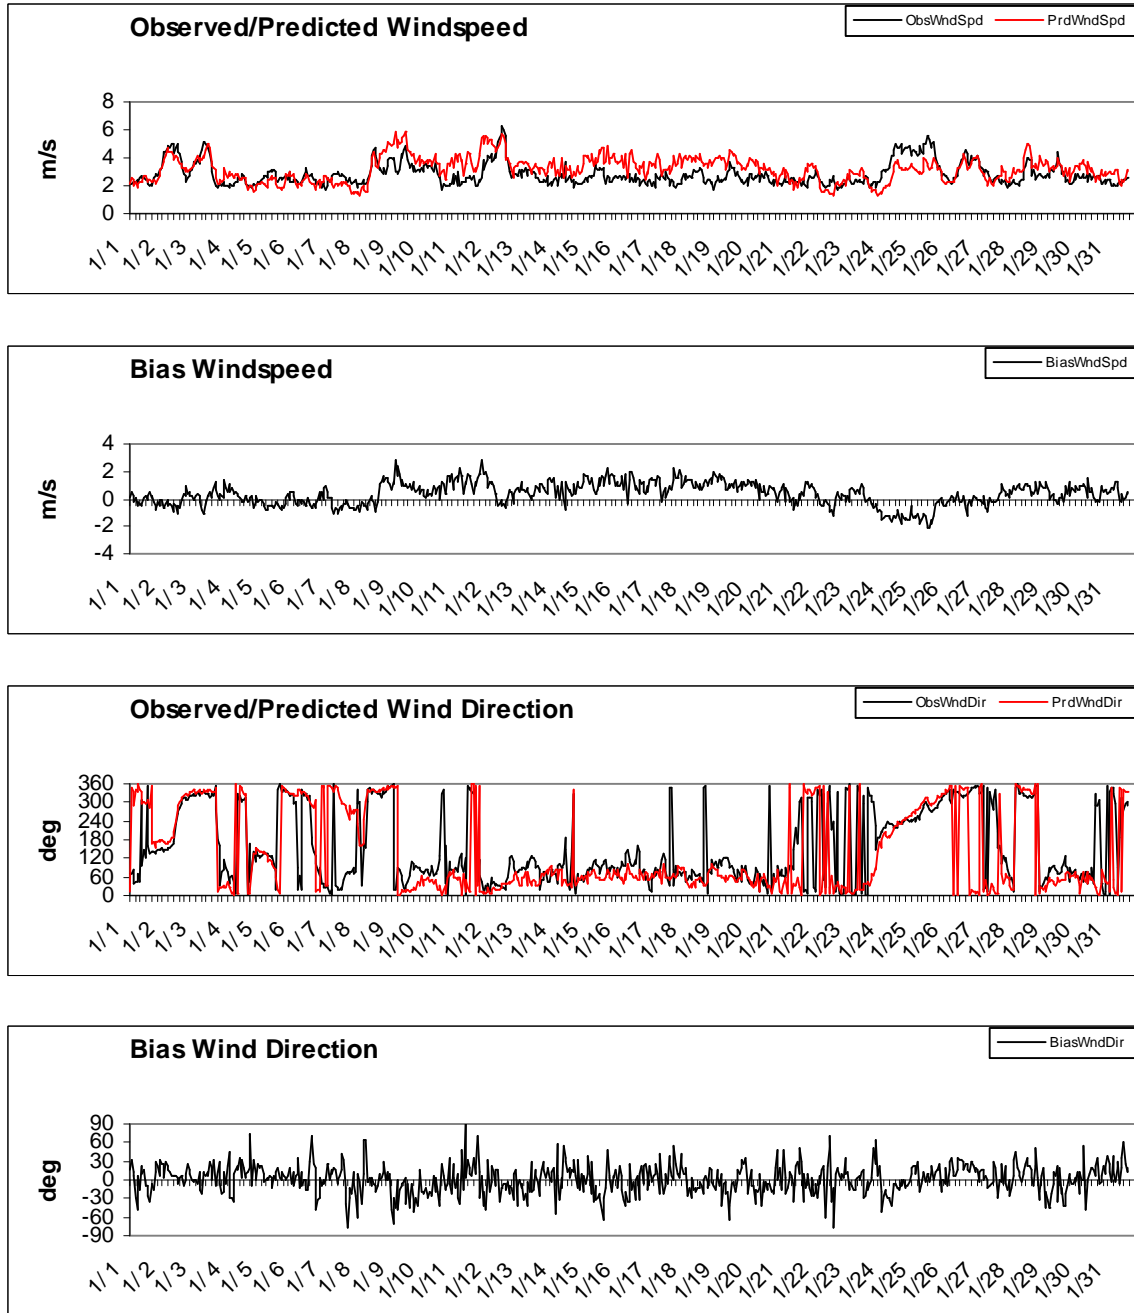 Observed/Predicted Windspeed
ObsWndSpd PrdWndSpd
m/s
8
6
4
2
0
1/ 1 1/ 2 1/ 3 1/ 4 1/ 5 1/ 6 1/ 7 1/ 8 1/ 9 1/10 1/11 1/12 1/13 1/14 1/15 1/16 1/17 1/18 1/19 1/20 1/21 1/22 1/23 1/24 1/25 1/26 1/27 1/28 1/29 1/30 1/31
Bias Windspeed
BiasWndSpd
m/s
4
2
0
-2
-4
1/ 1 1/ 2 1/ 3 1/ 4 1/ 5 1/ 6 1/ 7 1/ 8 1/ 9 1/10 1/11 1/12 1/13 1/14 1/15 1/16 1/17 1/18 1/19 1/20 1/21 1/22 1/23 1/24 1/25 1/26 1/27 1/28 1/29 1/30 1/31
Observed/Predicted Wind Direction
ObsWndDir PrdWndDir
deg
360
300
240
180
120
60
0
1/ 1 1/ 2 1/ 3 1/ 4 1/ 5 1/ 6 1/ 7 1/ 8 1/ 9 1/10 1/11 1/12 1/13 1/14 1/15 1/16 1/17 1/18 1/19 1/20 1/21 1/22 1/23 1/24 1/25 1/26 1/27 1/28 1/29 1/30 1/31
Bias Wind Direction
BiasWndDir
deg
90
60
30
0
-30
-60
-90
1/ 1 1/ 2 1/ 3 1/ 4 1/ 5 1/ 6 1/ 7 1/ 8 1/ 9 1/10 1/11 1/12 1/13 1/14 1/15 1/16 1/17 1/18 1/19 1/20 1/21 1/22 1/23 1/24 1/25 1/26 1/27 1/28 1/29 1/30 1/31